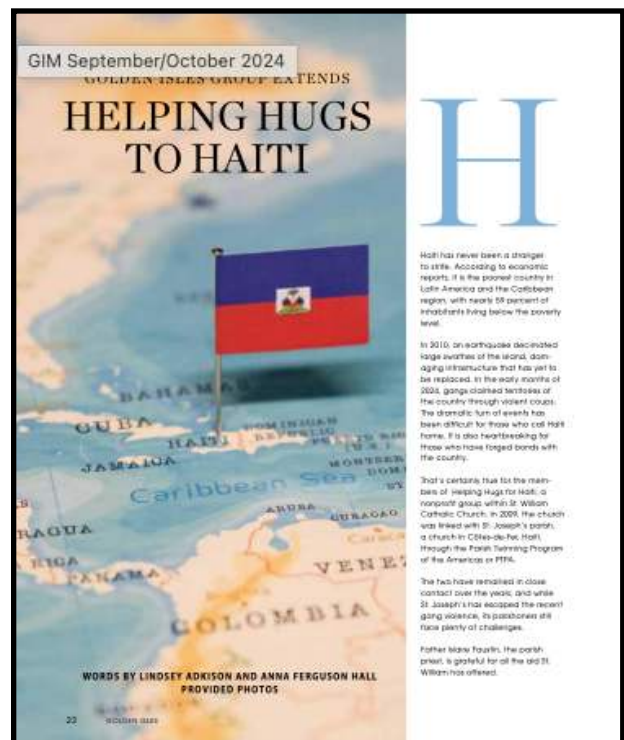 GIM September/October 2024
GOLDEN ISLES GROUP EXTENDS
HELPING HUGS
TO HAITI
BAHAMAS
CUBA
HAITI
DOMINICAN
REPUBLIC
JAMAICA
Caribbean Sea
ARUBA
CURAÇAO
RAGUA
RICA
PANAMA
VENEZ
COLOMBIA
WORDS BY LINDSEY ADKISON AND ANNA FERGUSON HALL
PROVIDED PHOTOS
22 GOLDEN ISLES
H
Haiti has never been a stranger
to strife. According to economic
reports, it is the poorest country in
Latin America and the Caribbean
region, with nearly 59 percent of
inhabitants living below the poverty
level.
In 2010, an earthquake decimated
large swathes of the island, dam-
aging infrastructure that has yet to
be replaced. In the early months of
2024, gangs claimed territories of
the country through violent coups.
The dramatic turn of events has
been difficult for those who call Haiti
home. It is also heartbreaking for
those who have forged bonds with
the country.
That's certainly true for the mem-
bers of Helping Hugs for Haiti, a
nonprofit group within St. William
Catholic Church. In 2009, the church
was linked with St. Joseph's parish,
a church in Côtes-de-Fer, Haiti,
through the Parish Twinning Program
of the Americas or PTPA.
The two have remained in close
contact over the years, and while
St. Joseph's has escaped the recent
gang violence, its parishioners still
face plenty of challenges.
Father Faustin, the parish
priest, is grateful for all the aid St.
William has offered.